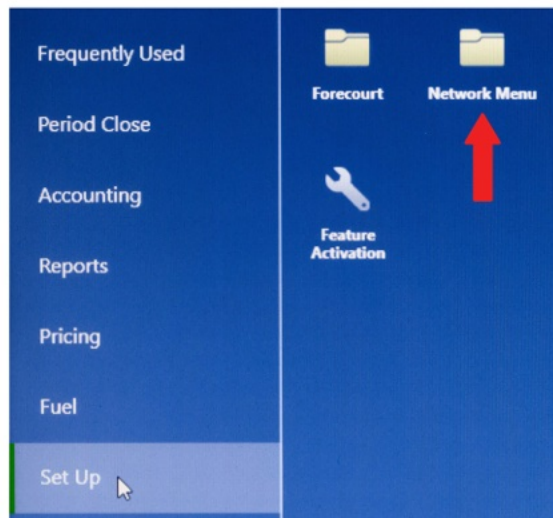 Frequently Used
Period Close
Accounting
Reports
Pricing
Fuel
Set Up
Forecourt
Network Menu
Feature
Activation